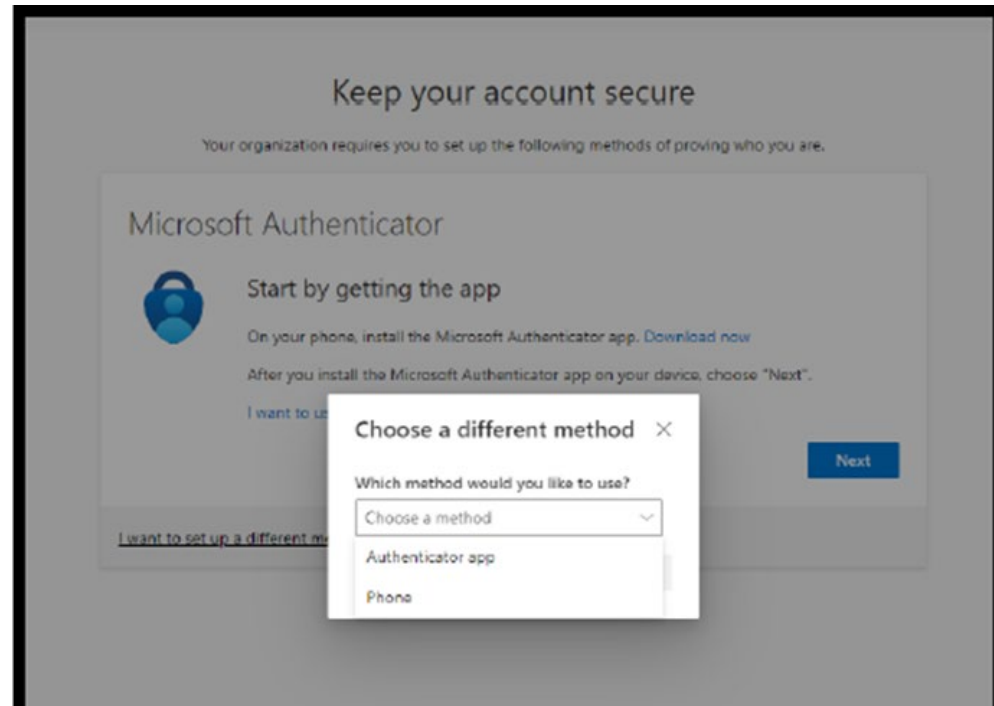 Keep your account secure
Your organization requires you to set up the following methods of proving who you are.
Microsoft Authenticator
Start by getting the app
On your phone, install the Microsoft Authenticator app. Download now
After you install the Microsoft Authenticator app on your device, choose "Next".
I want to
Choose a different method
Next
Which method would you like to use?
Choose a method
I want to set up a different
Authenticator app
Phone